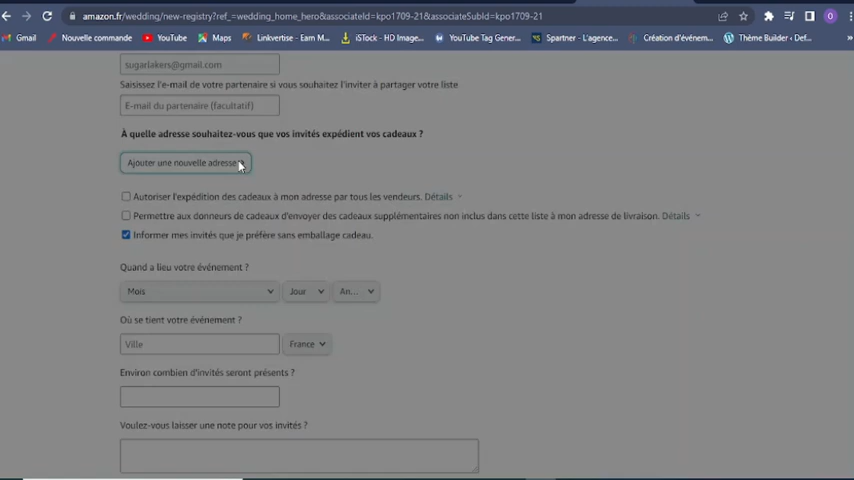 amazon.fr/wedding/new-registry?ref_=wedding_home_hero&associateId=kpo1709-21&associateSubId=kpo1709-21
O
Gmail Nouvelle commande YouTube Maps Linkvertise - Earn M... iStock - HD Image... YouTube Tag Gener... Spartner - L'agence... Création d'événem... Thème Builder ‹ Def... »
sugarlakers@gmail.com
Saisissez l'e-mail de votre partenaire si vous souhaitez l'inviter à partager votre liste
E-mail du partenaire (facultatif)
À quelle adresse souhaitez-vous que vos invités expédient vos cadeaux ?
Ajouter une nouvelle adresse
Autoriser l'expédition des cadeaux à mon adresse par tous les vendeurs. Détails
Permettre aux donneurs de cadeaux d'envoyer des cadeaux supplémentaires non inclus dans cette liste à mon adresse de livraison. Détails
Informer mes invités que je préfère sans emballage cadeau.
Quand a lieu votre événement ?
Mois Jour An...
Où se tient votre événement ?
Ville France
Environ combien d'invités seront présents ?
Voulez-vous laisser une note pour vos invités ?